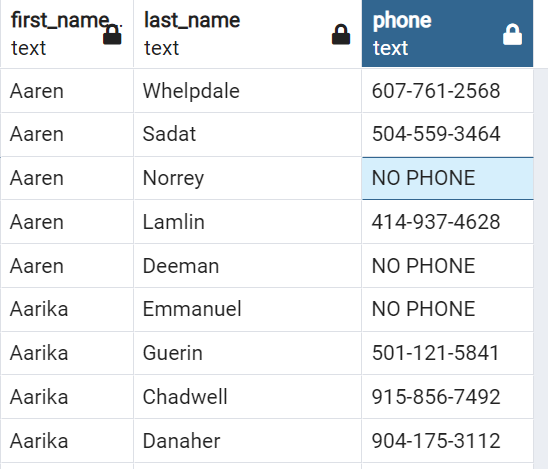 first_name last_name phone
text text text
Aaren Whelpdale 607-761-2568
Aaren Sadat 504-559-3464
Aaren Norrey NO PHONE
Aaren Lamlin 414-937-4628
Aaren Deeman NO PHONE
Aarika Emmanuel NO PHONE
Aarika Guerin 501-121-5841
Aarika Chadwell 915-856-7492
Aarika Danaher 904-175-3112